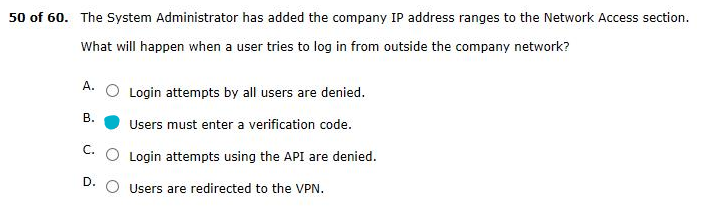 50 of 60. The System Administrator has added the company IP address ranges to the Network Access section.
What will happen when a user tries to log in from outside the company network?
A. Login attempts by all users are denied.
B. Users must enter a verification code.
C. Login attempts using the API are denied.
D. Users are redirected to the VPN.